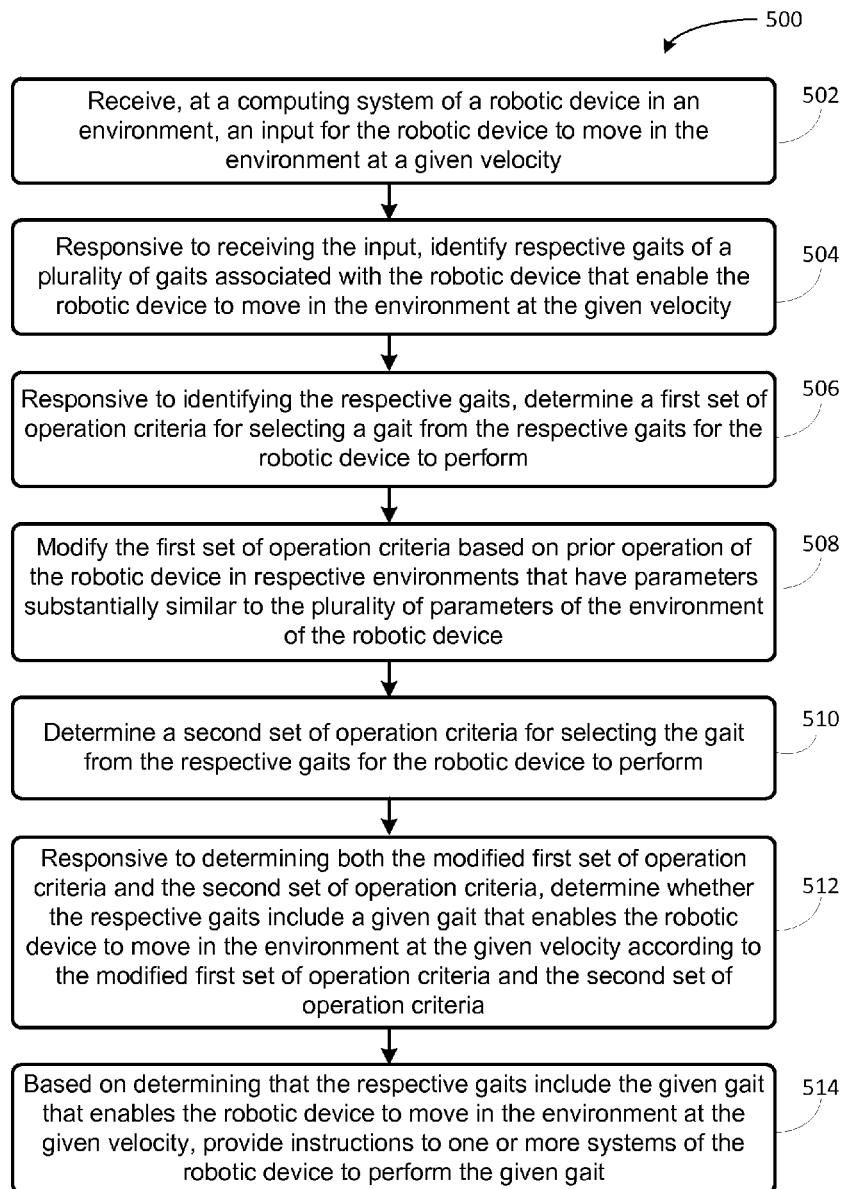 500
Receive, at a computing system of a robotic device in an
environment, an input for the robotic device to move in the
environment at a given velocity
502
Responsive to receiving the input, identify respective gaits of a
plurality of gaits associated with the robotic device that enable the
robotic device to move in the environment at the given velocity
504
Responsive to identifying the respective gaits, determine a first set of
operation criteria for selecting a gait from the respective gaits for the
robotic device to perform
506
Modify the first set of operation criteria based on prior operation of
the robotic device in respective environments that have parameters
substantially similar to the plurality of parameters of the environment
of the robotic device
508
Determine a second set of operation criteria for selecting the gait
from the respective gaits for the robotic device to perform
510
Responsive to determining both the modified first set of operation
criteria and the second set of operation criteria, determine whether
the respective gaits include a given gait that enables the robotic
device to move in the environment at the given velocity according to
the modified first set of operation criteria and the second set of
operation criteria
512
Based on determining that the respective gaits include the given gait
that enables the robotic device to move in the environment at the
given velocity, provide instructions to one or more systems of the
robotic device to perform the given gait
514